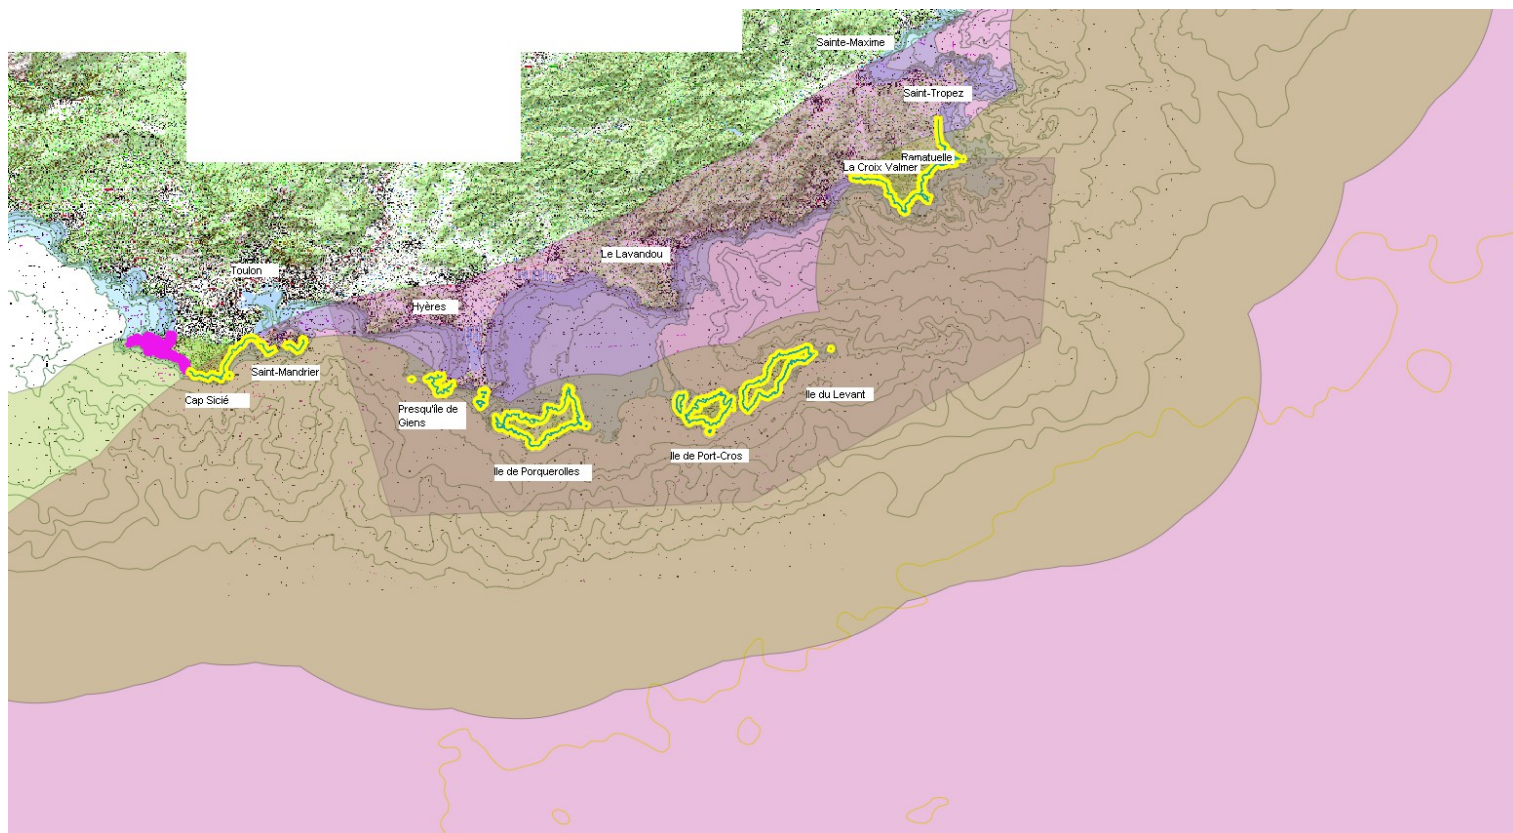 Sainte-Maxime
Saint-Tropez
Ramatuelle
La Croix Valmer
Le Lavandou
Toulon
Hyères
Saint-Mandrier
Cap Sicié
Presqu'île de
Giens
Ile du Levant
Ile de Port-Cros
Ile de Porquerolles